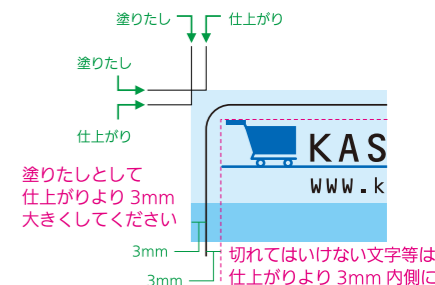 塗りたし
仕上がり
塗りたし
仕上がり
KAS
WWW.k
塗りたしとして
仕上がりより 3mm
大きくしてください
3mm
切れてはいけない文字等は
3mm
仕上がりより 3mm 内側に